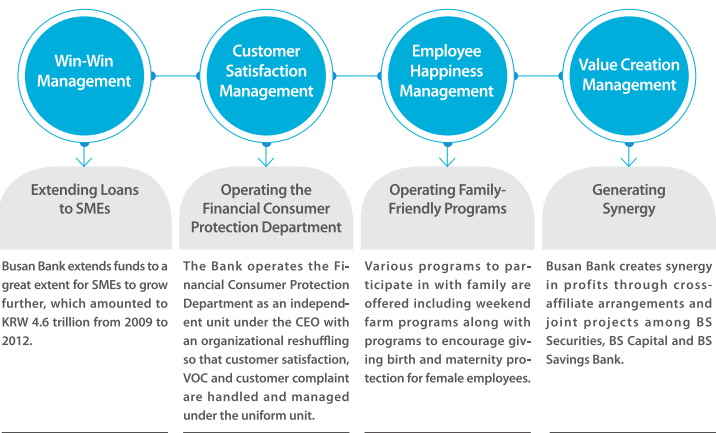 Win-Win
Management
Customer
Satisfaction
Management
Employee
Happiness
Management
Value Creation
Management
Extending Loans
to SMEs
Operating the
Financial Consumer
Protection Department
Operating Family-
Friendly Programs
Generating
Synergy
Busan Bank extends funds to a
great extent for SMEs to grow
further, which amounted to
KRW 4.6 trillion from 2009 to
2012.
The Bank operates the Fi-
nancial Consumer Protection
Department as an independ-
ent unit under the CEO with
an organizational reshuffling
so that customer satisfaction,
VOC and customer complaint
are handled and managed
under the uniform unit.
Various programs to par-
ticipate in with family are
offered including weekend
farm programs along with
programs to encourage giv-
ing birth and maternity pro-
tection for female employees.
Busan Bank creates synergy
in profits through cross-
affiliate arrangements and
joint projects among BS
Securities, BS Capital and BS
Savings Bank.